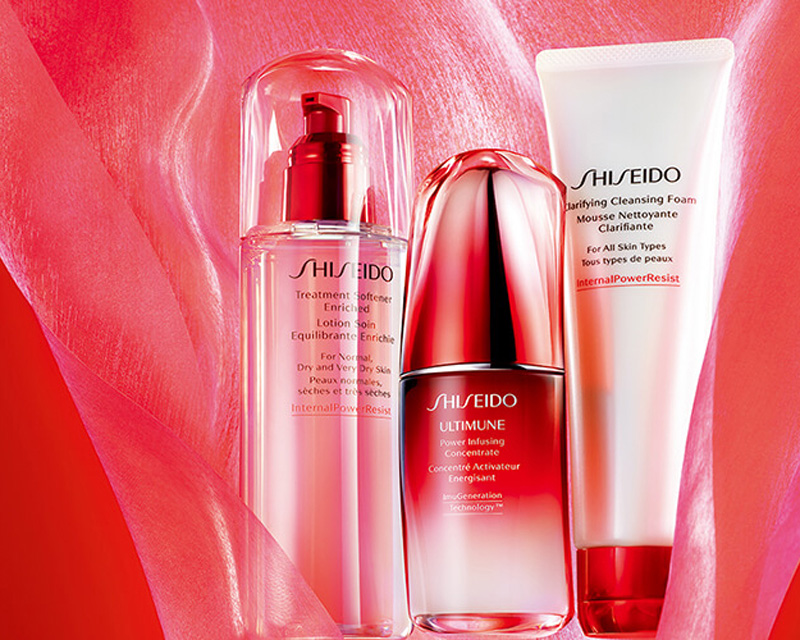 SHISEIDO
Treatment Softener
Enriched
Lotion Soin
Equilibrante Enrichie
For Normal,
Dry and Very Dry Skin
Peaux normales,
sèches et très sèches
InternalPowerResist
SHISEIDO
ULTIMUNE
Power Infusing
Concentrate
Concentré Activateur
Energisant
ImuGeneration
Technology™
SHISEIDO
Clarifying Cleansing Foam
Mousse Nettoyante
Clarifiante
For All Skin Types
Tous types de peaux
InternalPowerResist